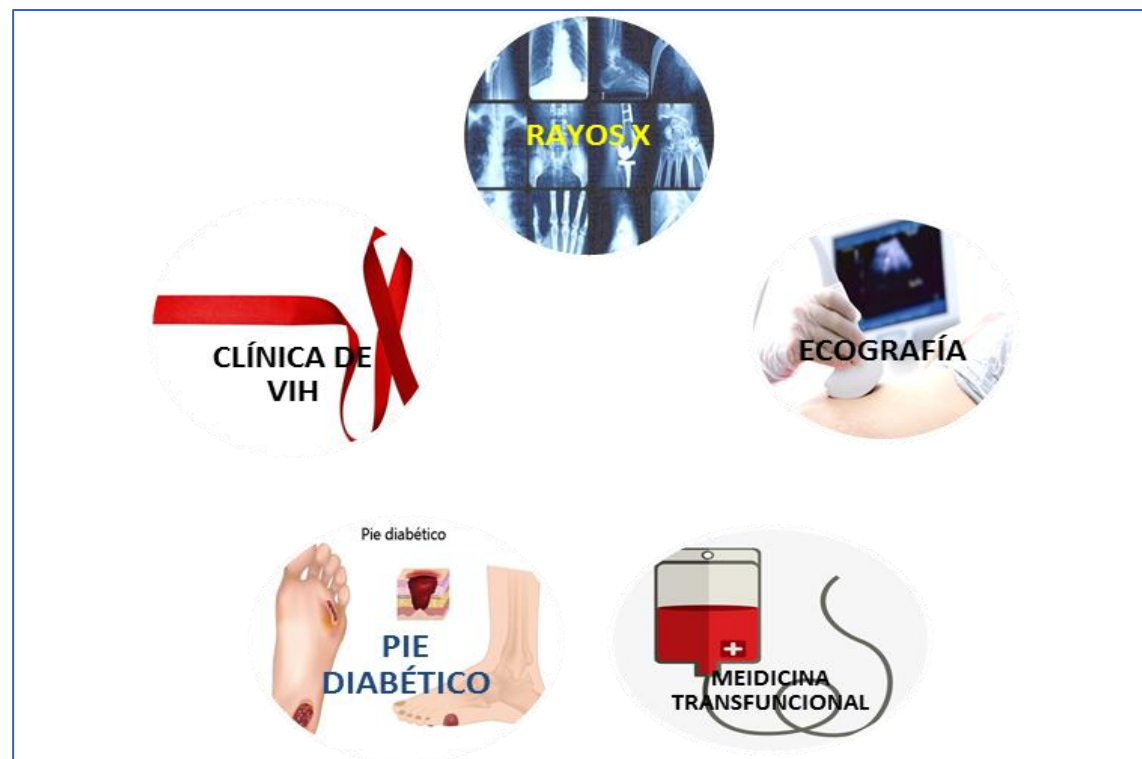 RAYOS X
CLÍNICA DE
VIH
ECOGRAFÍA
Pie diabético
PIE
DIABÉTICO
MEIDICINA
TRANSFUNCIONAL